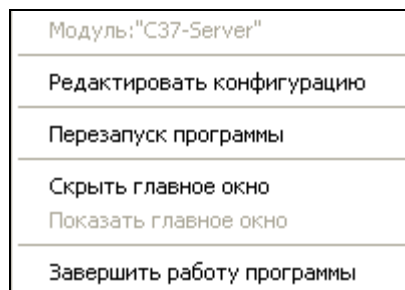 Модуль:"C37-Server"
Редактировать конфигурацию
Перезапуск программы
Скрыть главное окно
Показать главное окно
Завершить работу программы